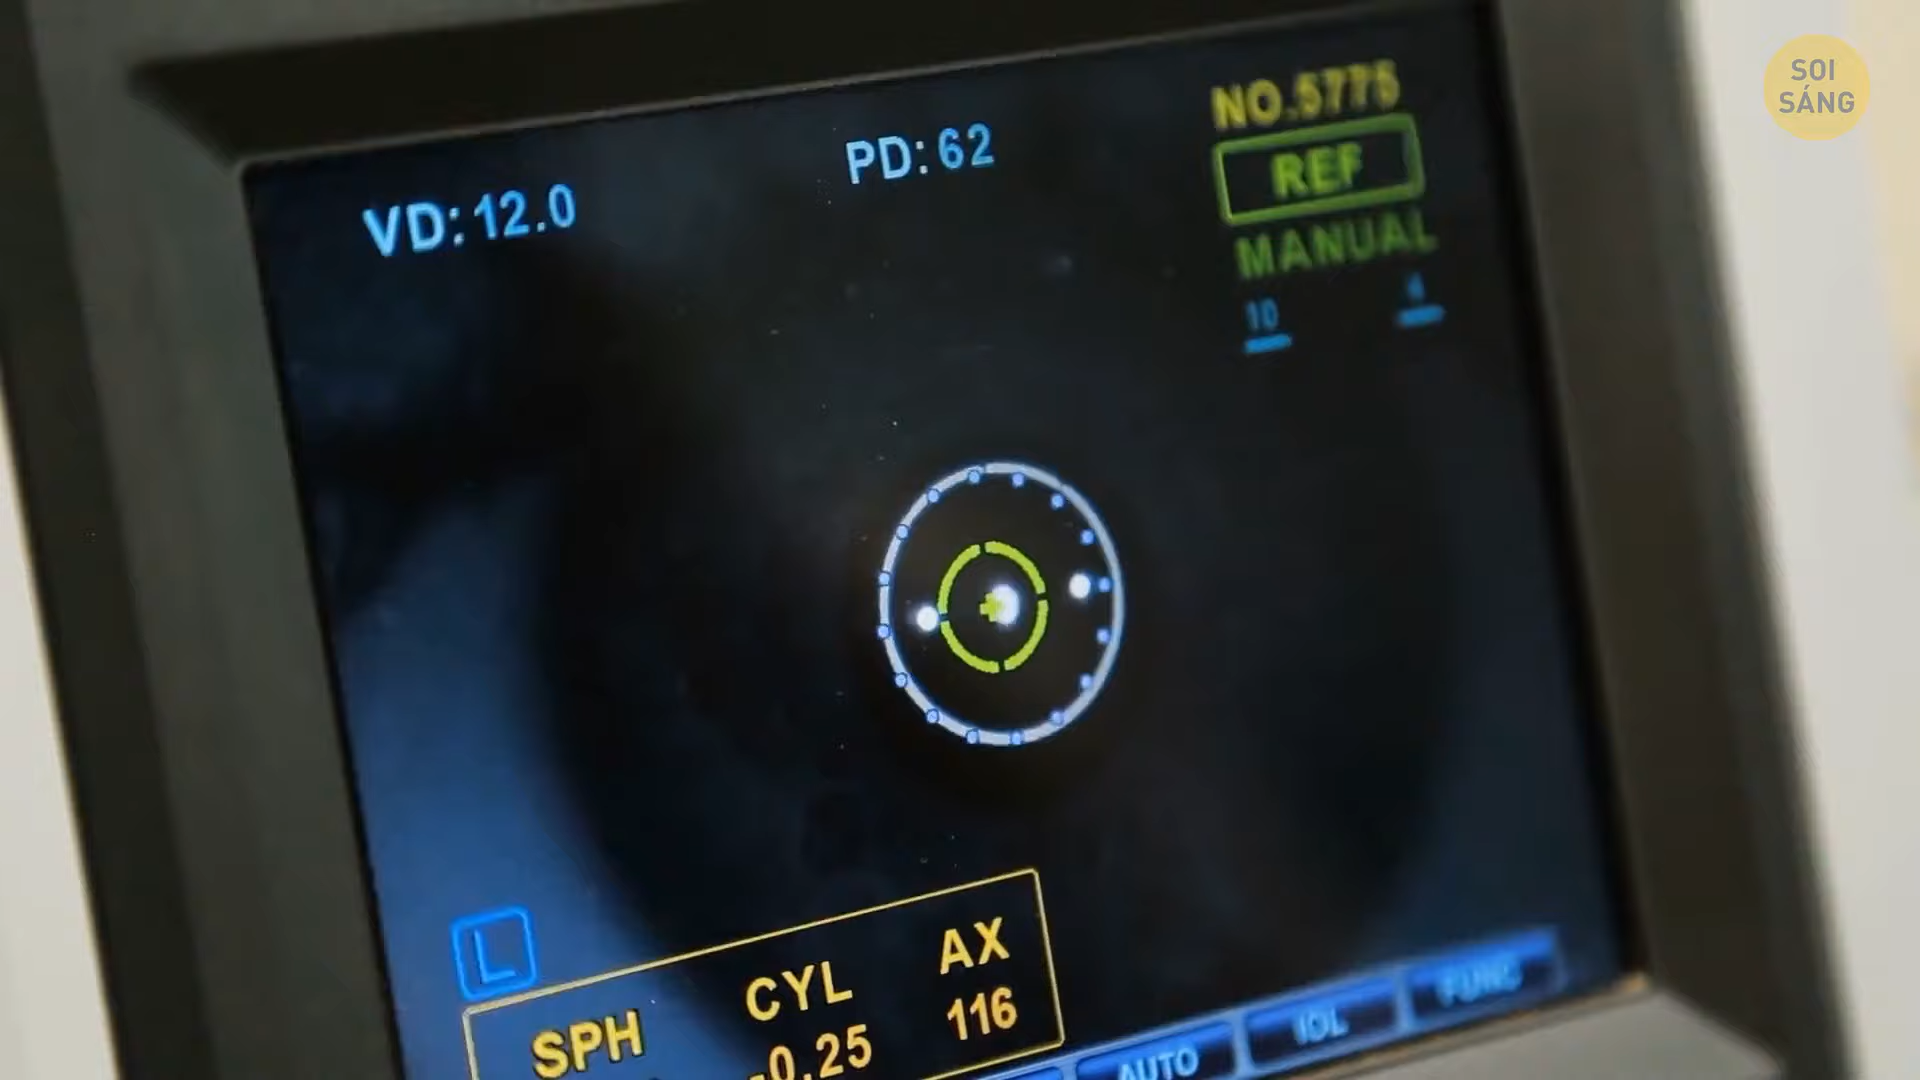 SOI
SÁNG
NO.5775
PD:62
REF
VD:12.0
MANUAL
10
4
L
SPH
CYL
AX
-0.25
116
AUTO
IOL
FUNC